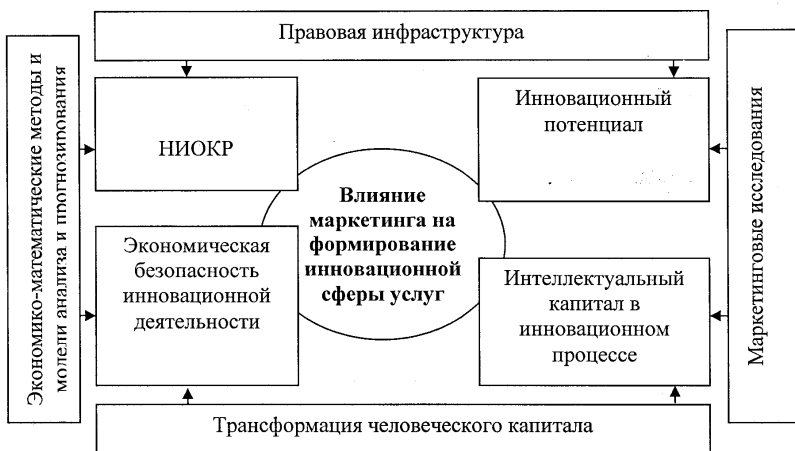 Правовая инфраструктура
Экономико-математические методы и
модели анализа и прогнозирования
НИОКР
Инновационный
потенциал
Влияние
маркетинга на
формирование
инновационной
сферы услуг
Экономическая
безопасность
инновационной
деятельности
Интеллектуальный
капитал в
инновационном
процессе
Маркетинговые исследования
Трансформация человеческого капитала